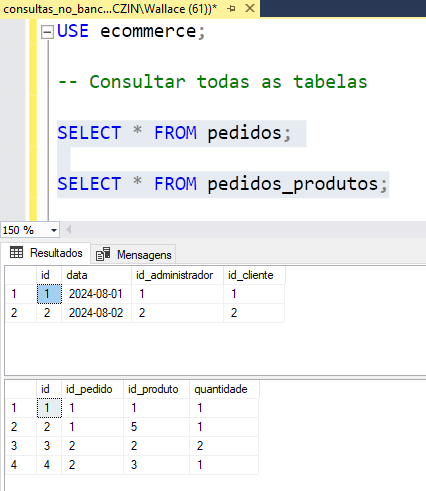 consultas_no_banc...CZIN\Wallace (61))*
USE ecommerce;
-- Consultar todas as tabelas
SELECT * FROM pedidos;
SELECT * FROM pedidos_produtos;
150 %
Resultados Mensagens
id data id_administrador id_cliente
1 1 2024-08-01 1 1
2 2 2024-08-02 2 2
id id_pedido id_produto quantidade
1 1 1 1 1
2 2 1 5 1
3 3 2 2 2
4 4 2 3 1